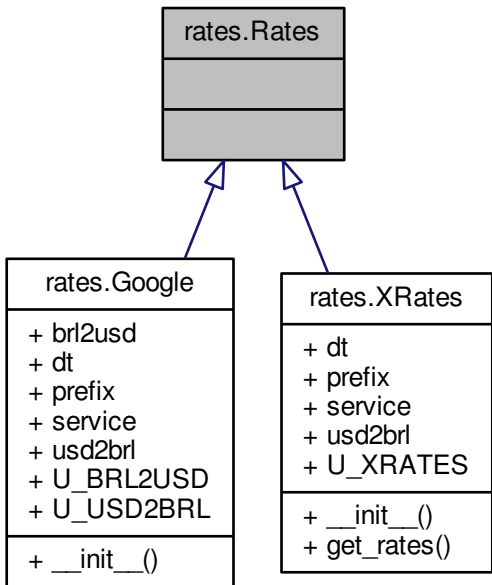 rates.Rates
rates.Google
+ brl2usd
+ dt
+ prefix
+ service
+ usd2brl
+ U_BRL2USD
+ U_USD2BRL
+ __init__()
rates.XRates
+ dt
+ prefix
+ service
+ usd2brl
+ U_XRATES
+ __init__()
+ get_rates()